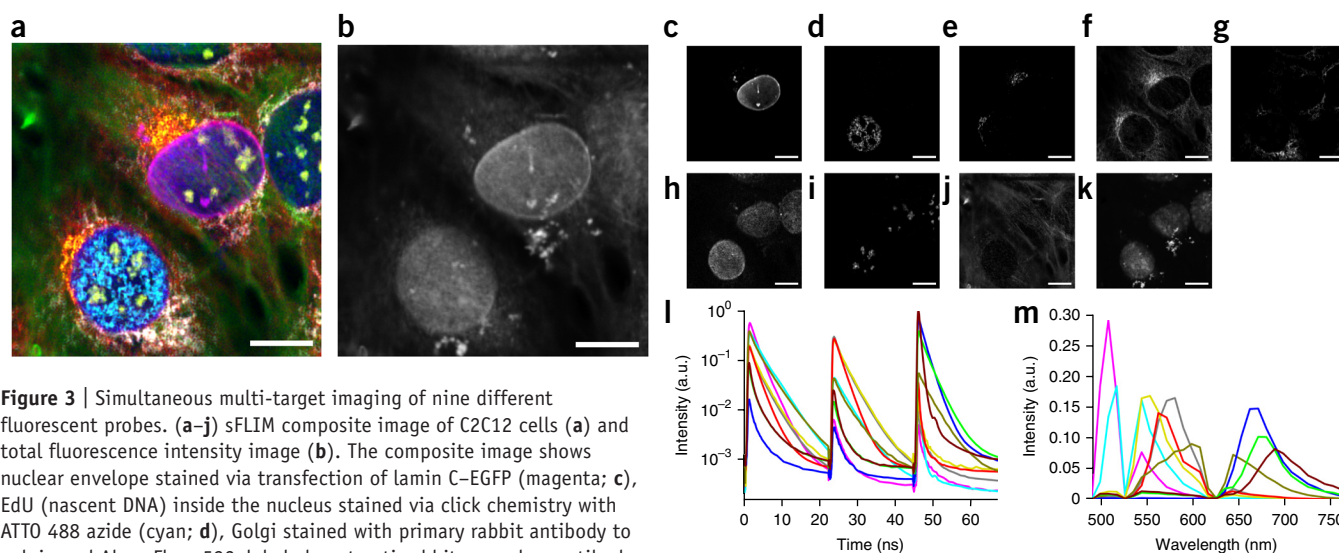 a
b
c
d
e
f
g
h
i
j
k
l
10^0
10^-1
10^-2
10^-3
Intensity (a.u.)
0 10 20 30 40 50 60
Time (ns)
m
0.30
0.25
0.20
0.15
0.10
0.05
0
Intensity (a.u.)
500 550 600 650 700 750
Wavelength (nm)
Figure 3 | Simultaneous multi-target imaging of nine different
fluorescent probes. (a–j) sFLIM composite image of C2C12 cells (a) and
total fluorescence intensity image (b). The composite image shows
nuclear envelope stained via transfection of lamin C–EGFP (magenta; c),
EdU (nascent DNA) inside the nucleus stained via click chemistry with
ATTO 488 azide (cyan; d), Golgi stained with primary rabbit antibody to